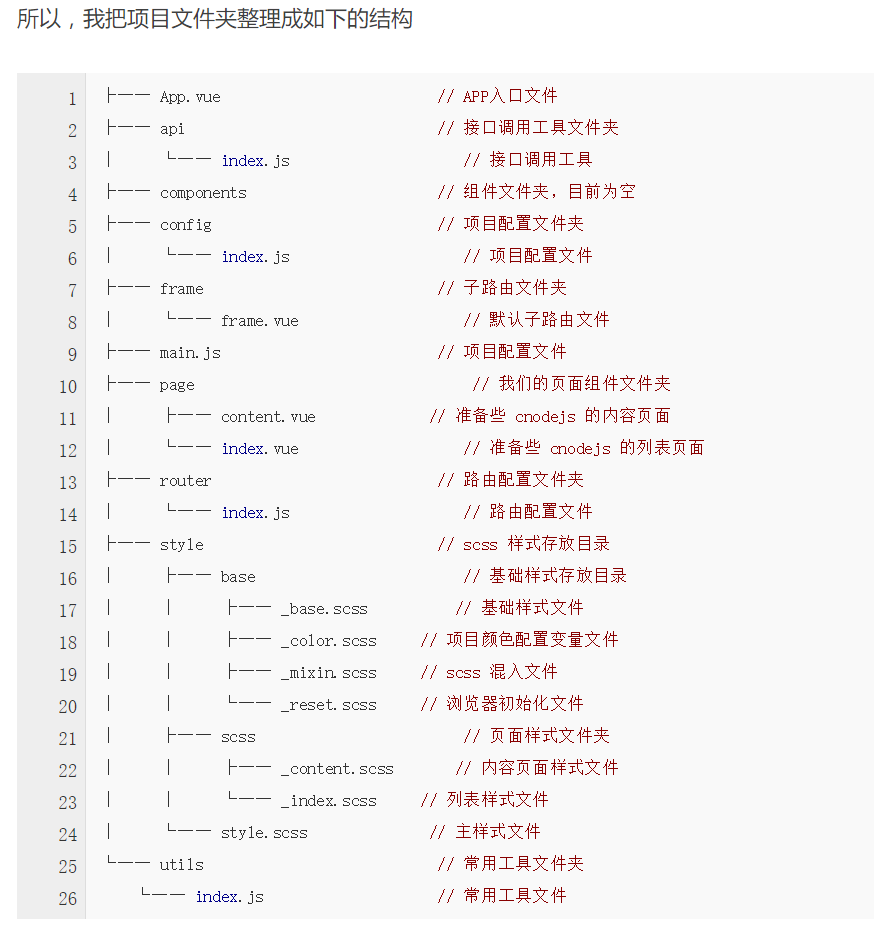 所以，我把项目文件夹整理成如下的结构
1 ├── App.vue // APP入口文件
2 ├── api // 接口调用工具文件夹
3 │ └── index.js // 接口调用工具
4 ├── components // 组件文件夹，目前为空
5 ├── config // 项目配置文件夹
6 │ └── index.js // 项目配置文件
7 ├── frame // 子路由文件夹
8 │ └── frame.vue // 默认子路由文件
9 ├── main.js // 项目配置文件
10 ├── page // 我们的页面组件文件夹
11 │ ├── content.vue // 准备些 cnodejs 的内容页面
12 │ └── index.vue // 准备些 cnodejs 的列表页面
13 ├── router // 路由配置文件夹
14 │ └── index.js // 路由配置文件
15 ├── style // scss 样式存放目录
16 │ ├── base // 基础样式存放目录
17 │ │ ├── _base.scss // 基础样式文件
18 │ │ ├── _color.scss // 项目颜色配置变量文件
19 │ │ ├── _mixin.scss // scss 混入文件
20 │ │ └── _reset.scss // 浏览器初始化文件
21 │ ├── scss // 页面样式文件夹
22 │ │ ├── _content.scss // 内容页面样式文件
23 │ │ └── _index.scss // 列表样式文件
24 │ └── style.scss // 主样式文件
25 └── utils // 常用工具文件夹
26 └── index.js // 常用工具文件